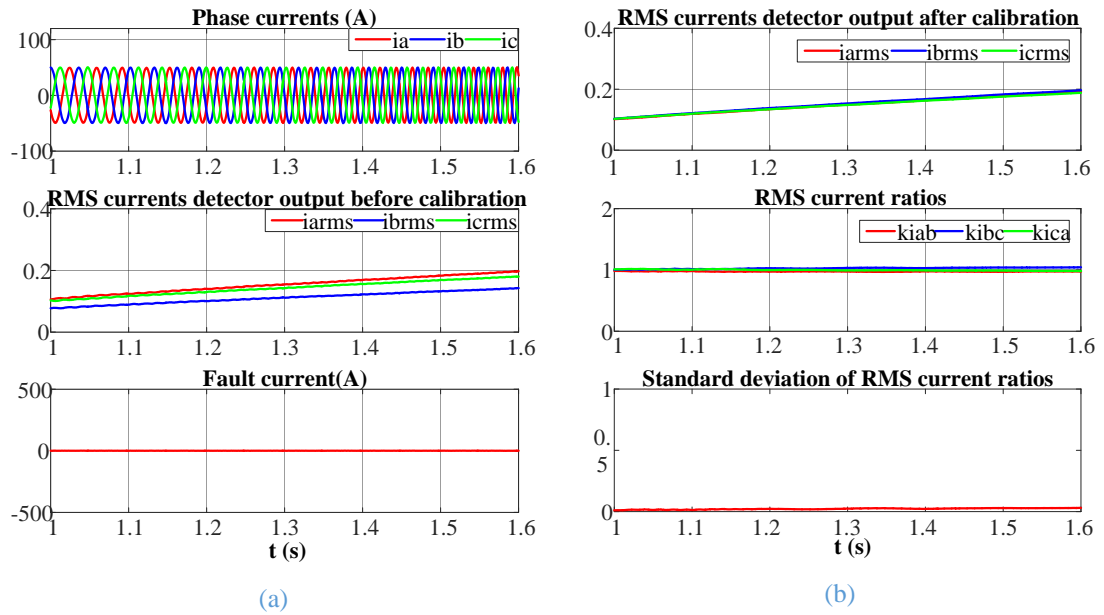 Phase currents (A)
100
0
-100
ia ib ic
1 1.1 1.2 1.3 1.4 1.5 1.6
RMS currents detector output before calibration
0.4
0.2
0
iarms ibrms icrms
1 1.1 1.2 1.3 1.4 1.5 1.6
Fault current(A)
500
0
-500
1 1.1 1.2 1.3 1.4 1.5 1.6
t (s)
(a)
RMS currents detector output after calibration
0.4
0.2
0
iarms ibrms icrms
1 1.1 1.2 1.3 1.4 1.5 1.6
RMS current ratios
2
1
0
kiab kibc kica
1 1.1 1.2 1.3 1.4 1.5 1.6
Standard deviation of RMS current ratios
1
0.
5
0
1 1.1 1.2 1.3 1.4 1.5 1.6
t (s)
(b)